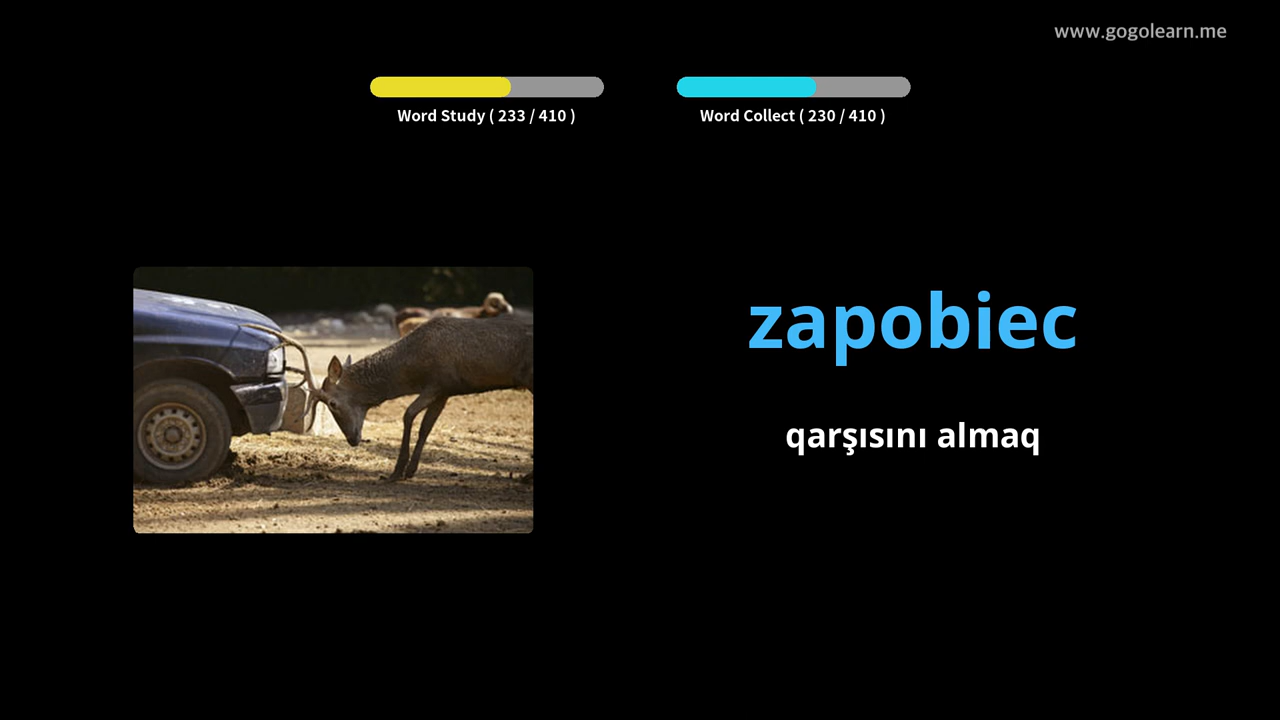 www.gogolearn.me
Word Study ( 233 / 410 )
Word Collect ( 230 / 410 )
zapobiec
qarşısını almaq